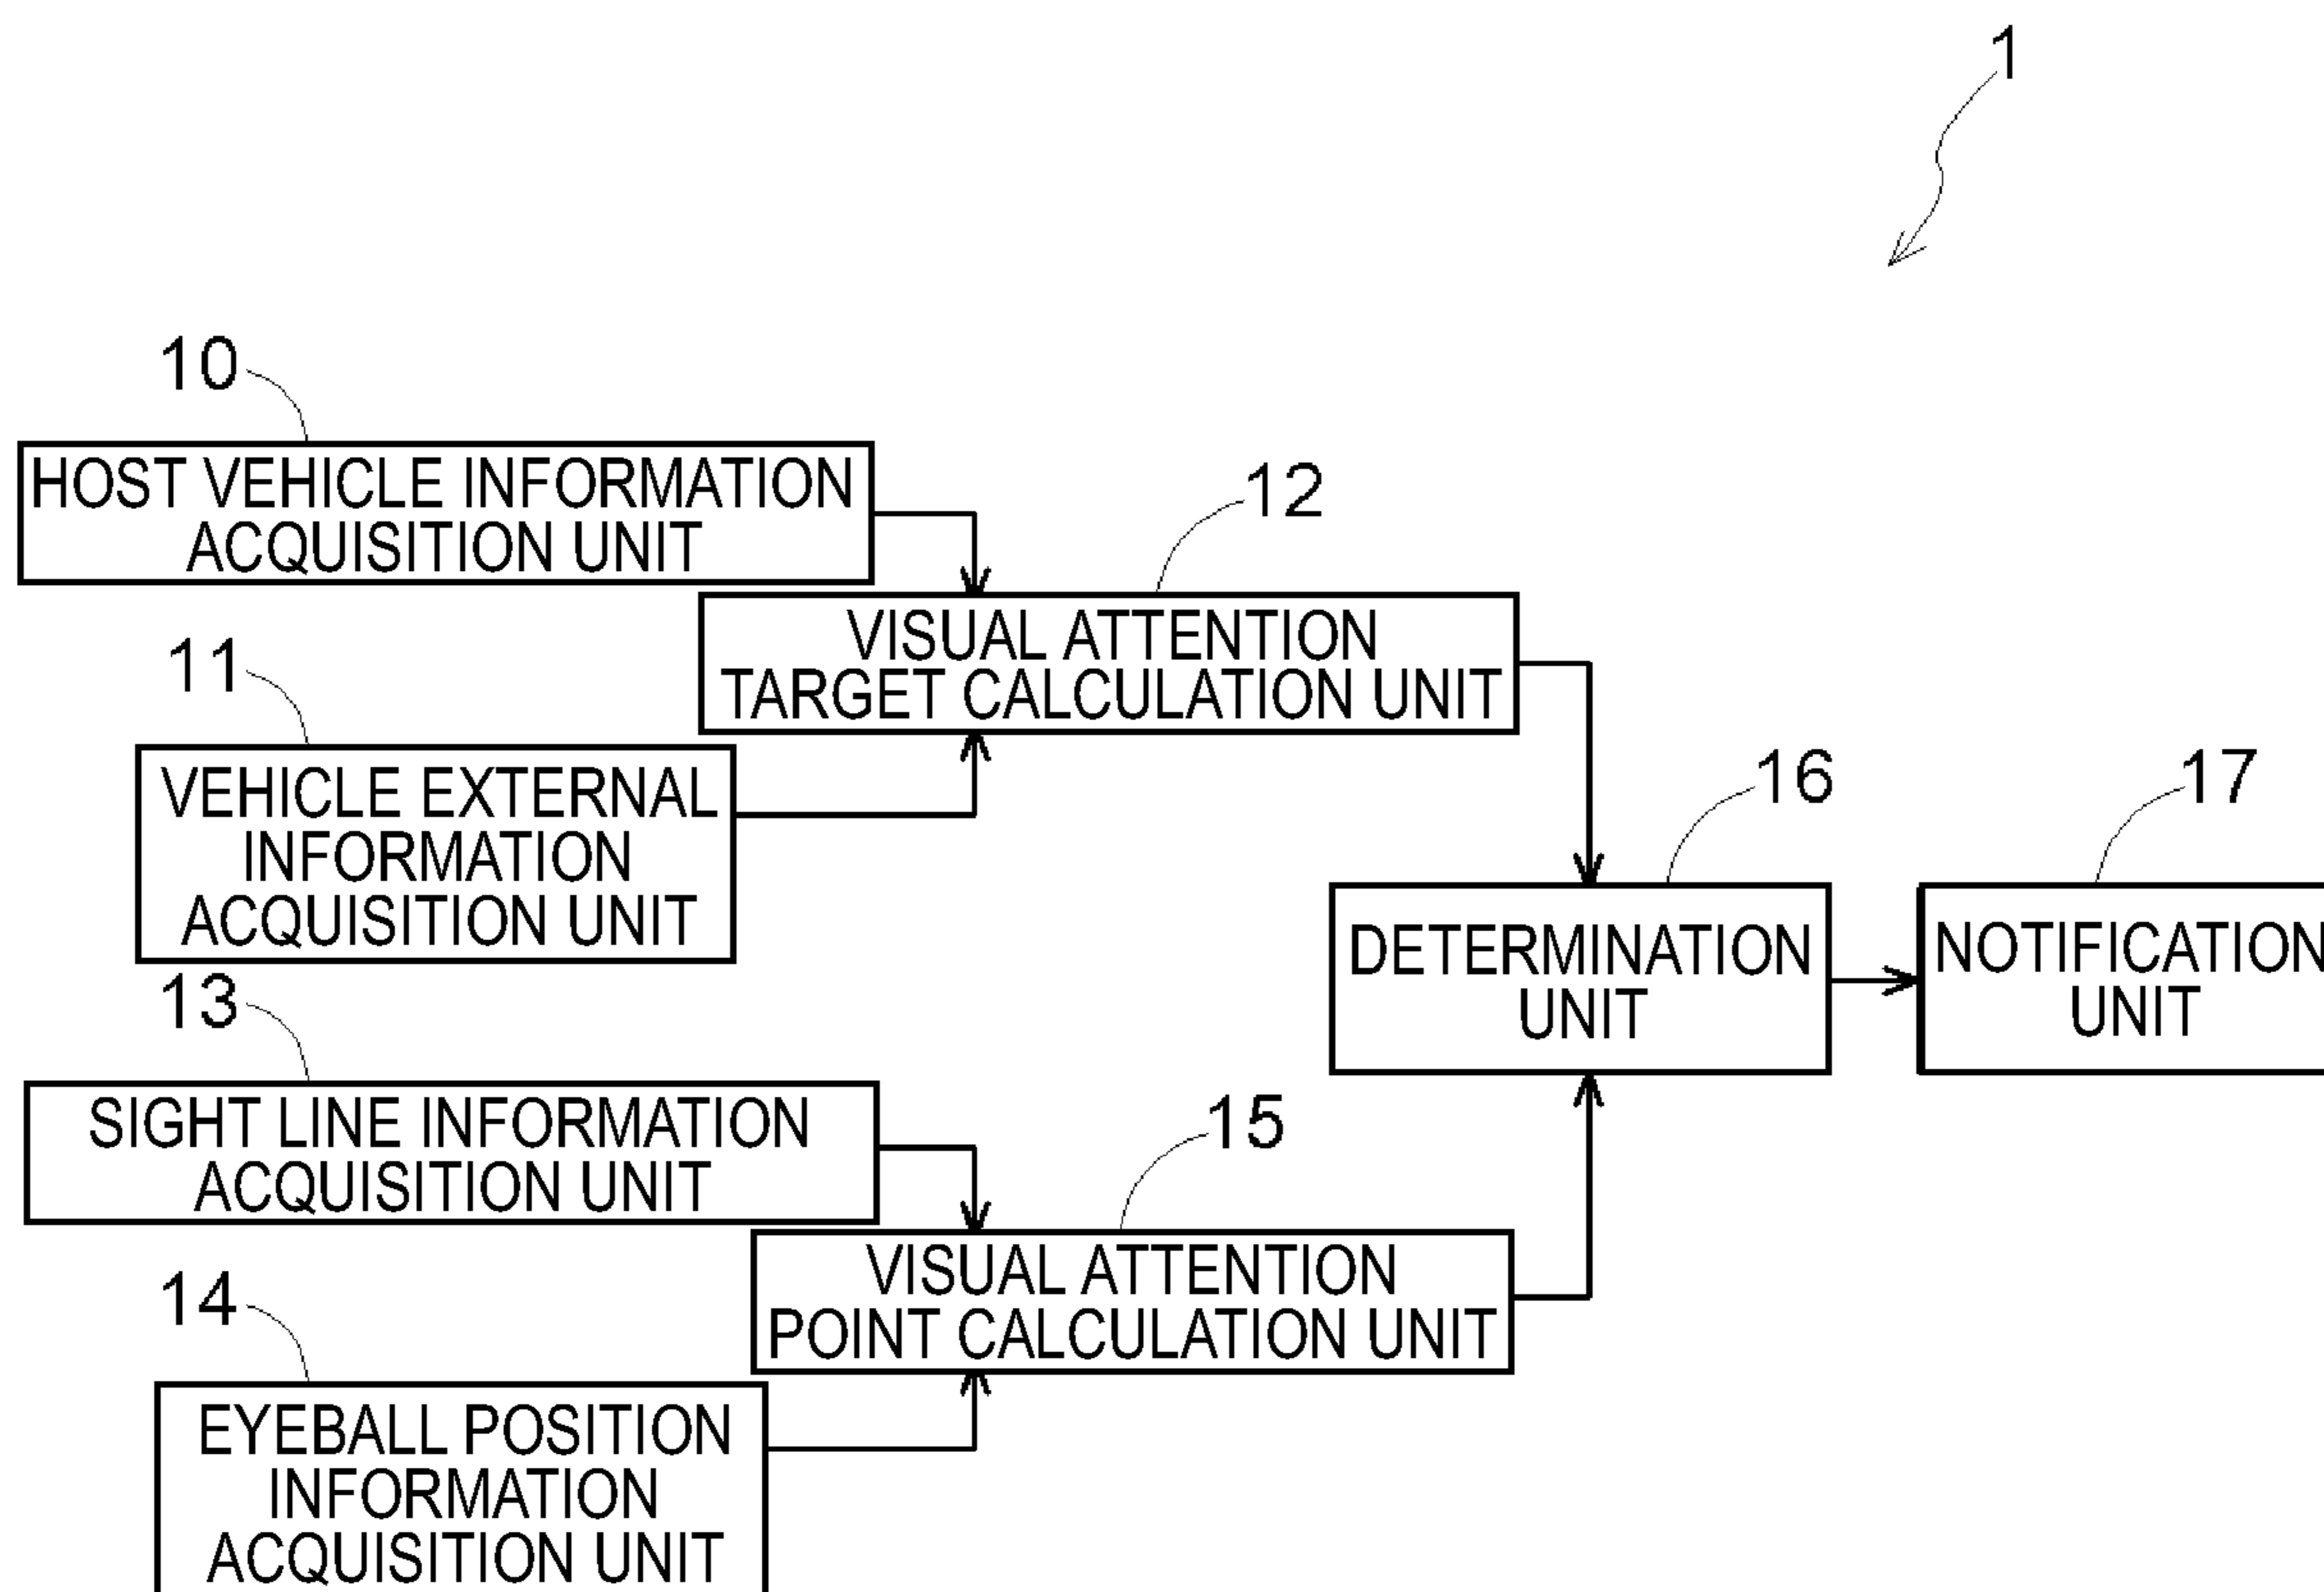 1
10
HOST VEHICLE INFORMATION
ACQUISITION UNIT
12
VISUAL ATTENTION
TARGET CALCULATION UNIT
11
VEHICLE EXTERNAL
INFORMATION
ACQUISITION UNIT
16
DETERMINATION
UNIT
17
NOTIFICATION
UNIT
13
SIGHT LINE INFORMATION
ACQUISITION UNIT
15
VISUAL ATTENTION
POINT CALCULATION UNIT
14
EYEBALL POSITION
INFORMATION
ACQUISITION UNIT